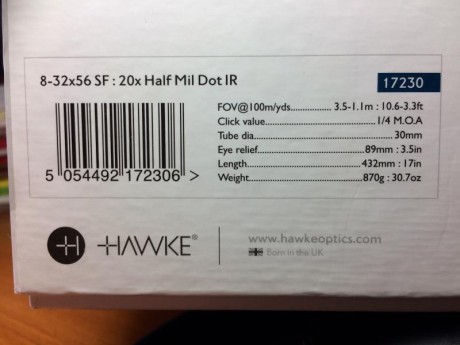 8-32x56 SF : 20x Half Mil Dot IR
17230
FOV@100m/yds................. 3.5-1.1m : 10.6-3.3ft
Click value................................................1/4 M.O.A
Tube dia.........................................................30mm
Eye relief..............................................89mm : 3.5in
Length...............................................432mm : 17in
Weight..............................................870g : 30.7oz
5 054492 172306 >
HAWKE®
www.hawkeoptics.com
Born in the UK